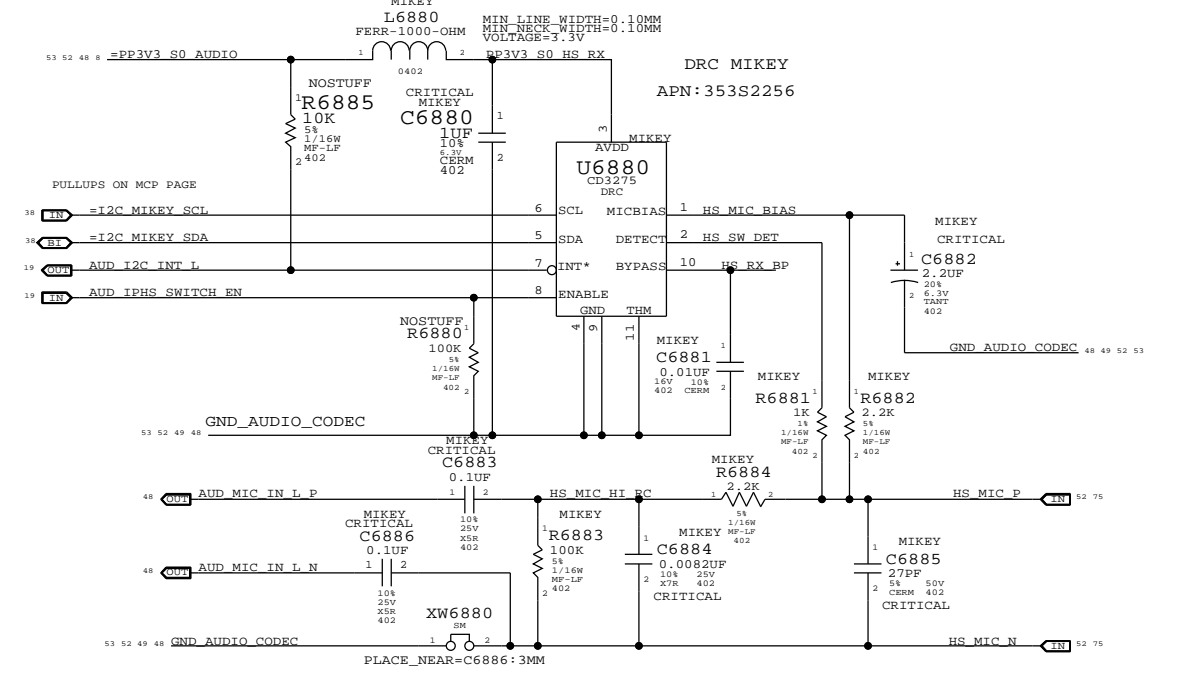 MIKEY
L6880
FERR-1000-OHM
MIN_LINE_WIDTH=0.10MM
MIN_NECK_WIDTH=0.10MM
VOLTAGE=3.3V
53 52 48 8 =PP3V3_S0_AUDIO
1 2
PP3V3_S0_HS_RX
0402
DRC MIKEY
APN:353S2256
NOSTUFF
1 R6885
10K
5%
1/16W
MF-LF
2 402
CRITICAL
MIKEY
C6880
1UF
10%
6.3V
CERM
402
1
2
3
MIKEY
AVDD
U6880
CD3275
DRC
PULLUPS ON MCP PAGE
38 IN =I2C_MIKEY_SCL 6 SCL
MICBIAS 1 HS_MIC_BIAS
38 BI =I2C_MIKEY_SDA 5 SDA
DETECT 2 HS_SW_DET
19 OUT AUD_I2C_INT_L 7 INT*
BYPASS 10 HS_RX_BP
19 IN AUD_IPHS_SWITCH_EN 8 ENABLE
GND THM
4 9 11
MIKEY
CRITICAL
1 C6882
+
2.2UF
20%
6.3V
TANT
402
2
GND_AUDIO_CODEC 48 49 52 53
NOSTUFF
R6880 1
100K
5%
1/16W
MF-LF
402
2
MIKEY
C6881
0.01UF
16V 10%
402 CERM
1
2
MIKEY
R6881 1
1K
1%
1/16W
MF-LF
402
2
MIKEY
1 R6882
2.2K
5%
1/16W
MF-LF
402
2
53 52 49 48 GND_AUDIO_CODEC
MIKEY
CRITICAL
C6883
0.1UF
1 2
10%
25V
X5R
402
48 OUT AUD_MIC_IN_L_P
HS_MIC_HI_RC
MIKEY
R6884
2.2K
1 2
5%
1/16W
MF-LF
402
HS_MIC_P IN 52 75
MIKEY
CRITICAL
C6886
0.1UF
1 2
10%
25V
X5R
402
48 OUT AUD_MIC_IN_L_N
MIKEY
1 R6883
100K
5%
1/16W
MF-LF
2 402
MIKEY
1 C6884
0.0082UF
10% 25V
X7R 402
2
CRITICAL
MIKEY
1 C6885
27PF
5% 50V
CERM 402
2
CRITICAL
XW6880
SM
53 52 49 48 GND_AUDIO_CODEC 1 2
HS_MIC_N IN 52 75
PLACE_NEAR=C6886:3MM